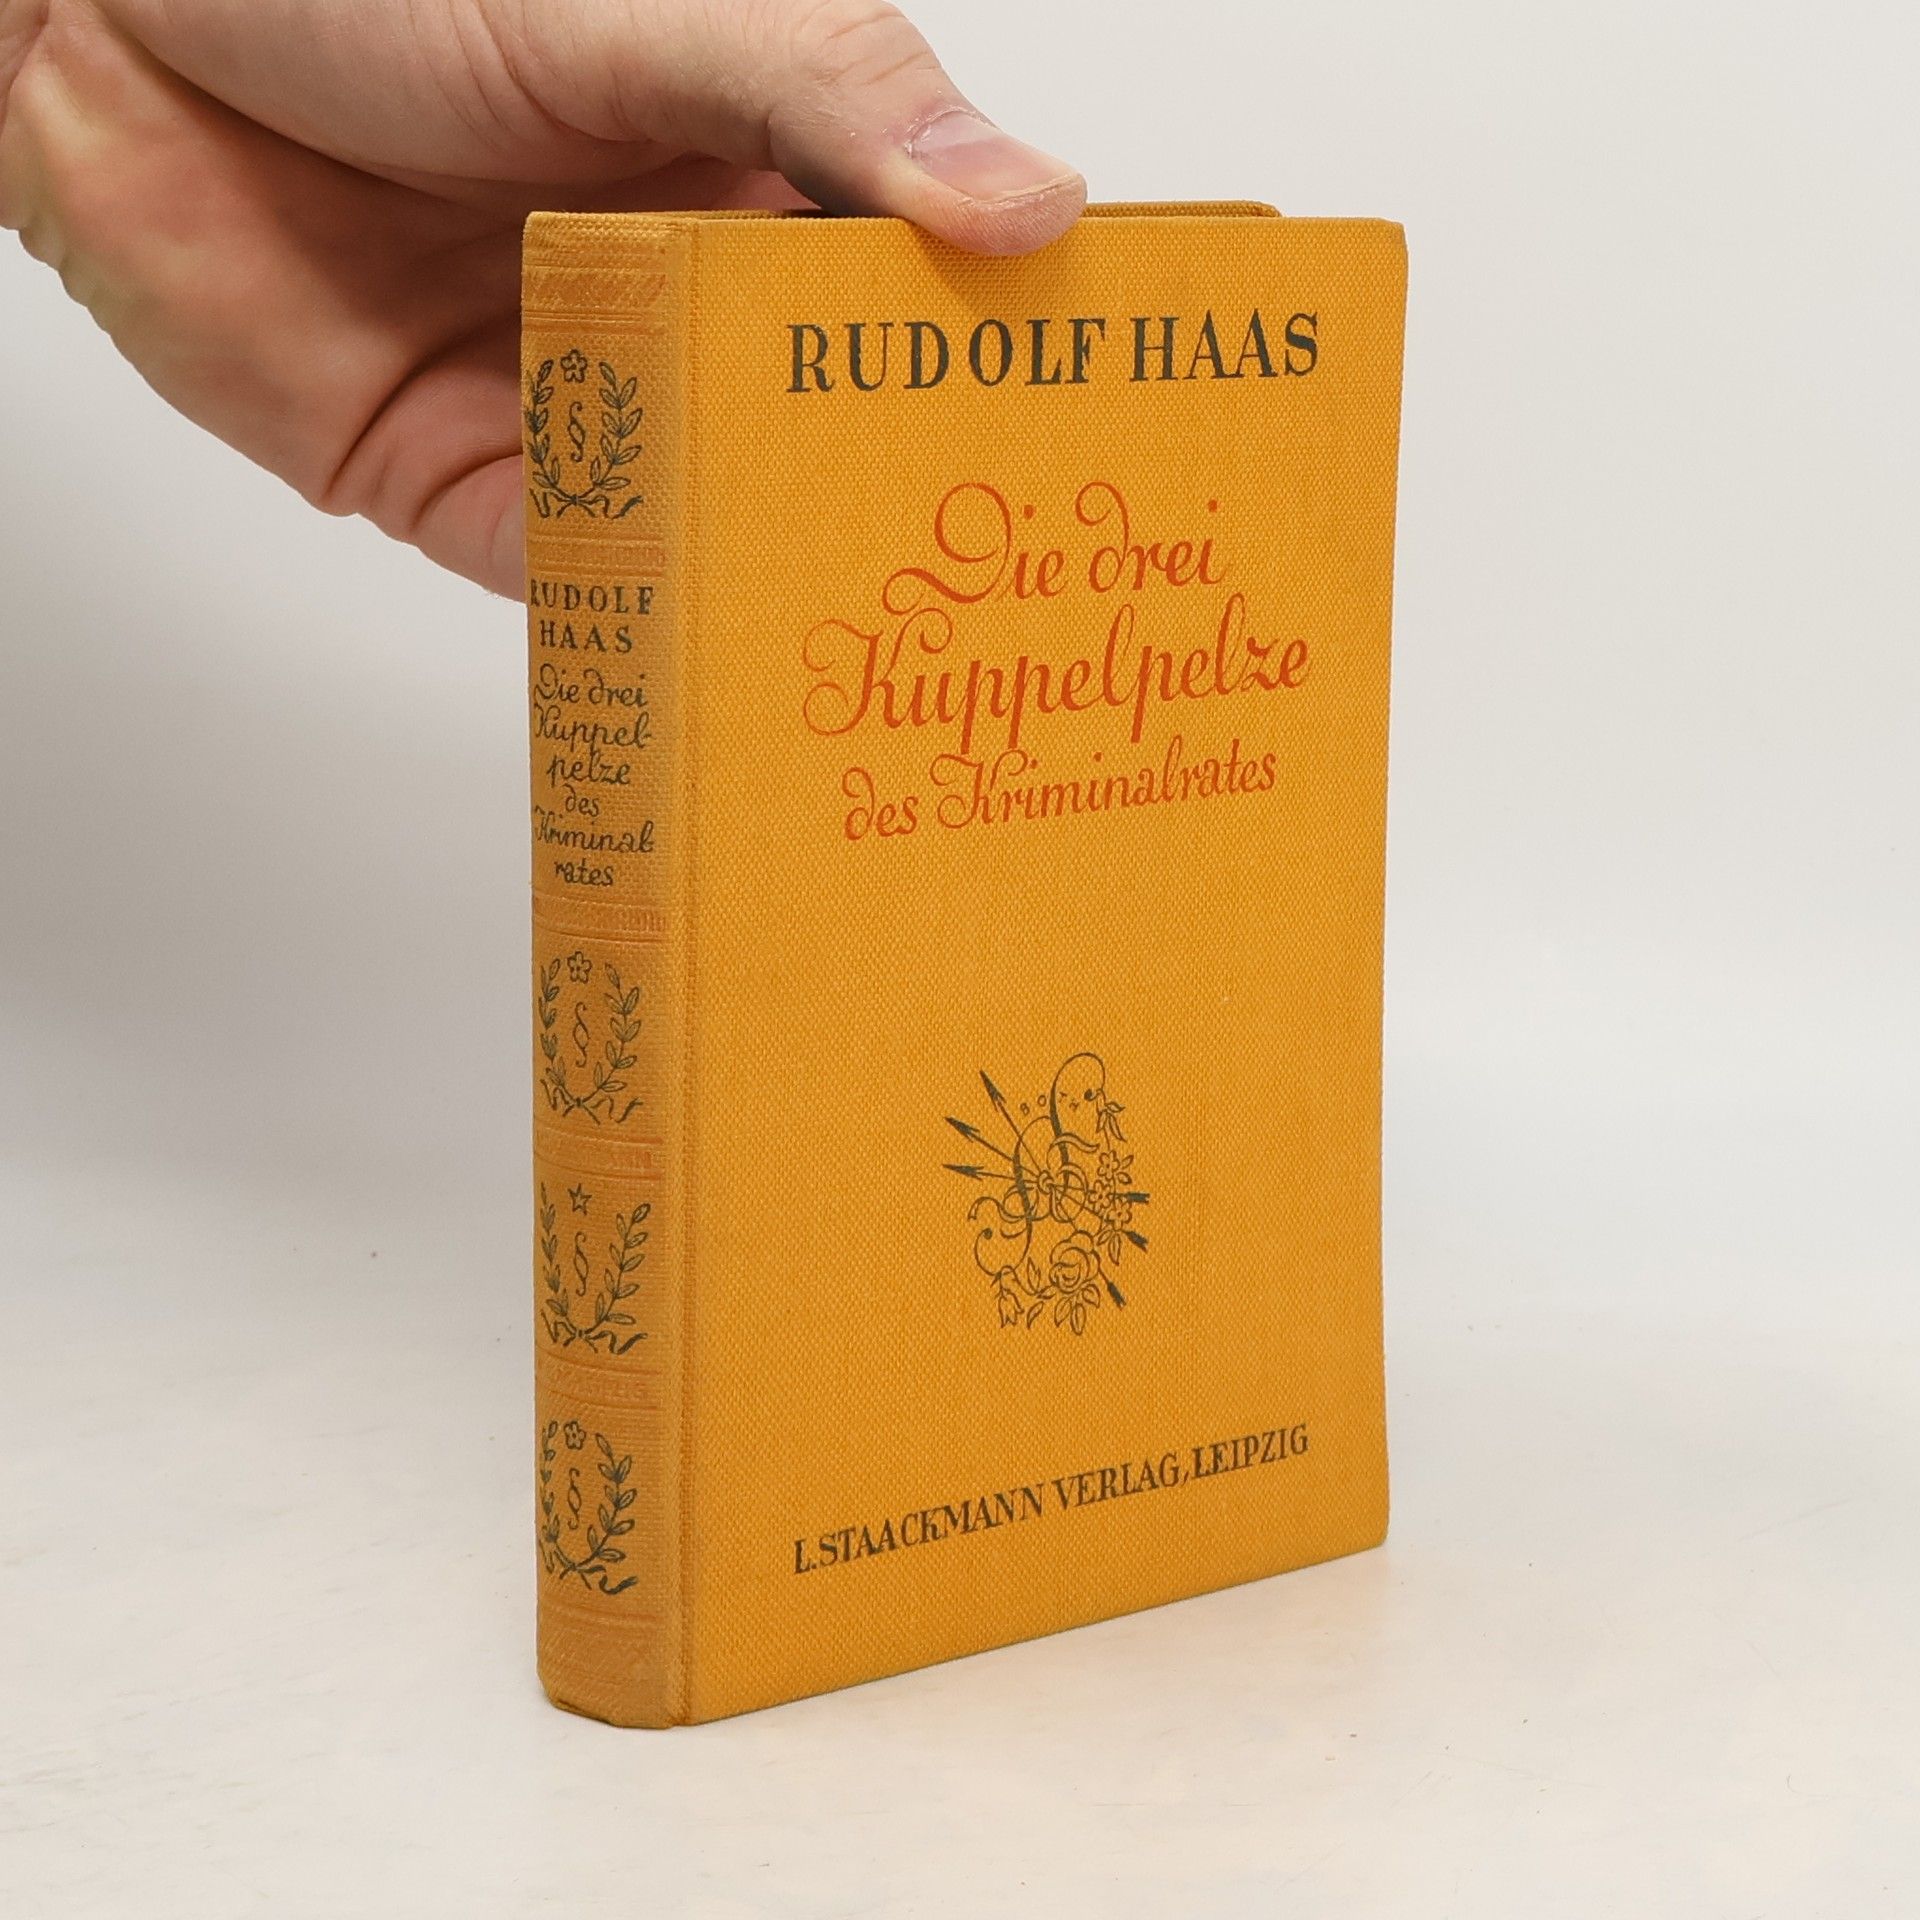 RUDOLF HAAS
Die drei
Kuppelpelze
des Kriminalrates
L. STAACKMANN VERLAG, LEIPZIG
§
RUDOLF
HAAS
Die drei
Kuppel-
pelze
des
Kriminal-
rates
§
§
§